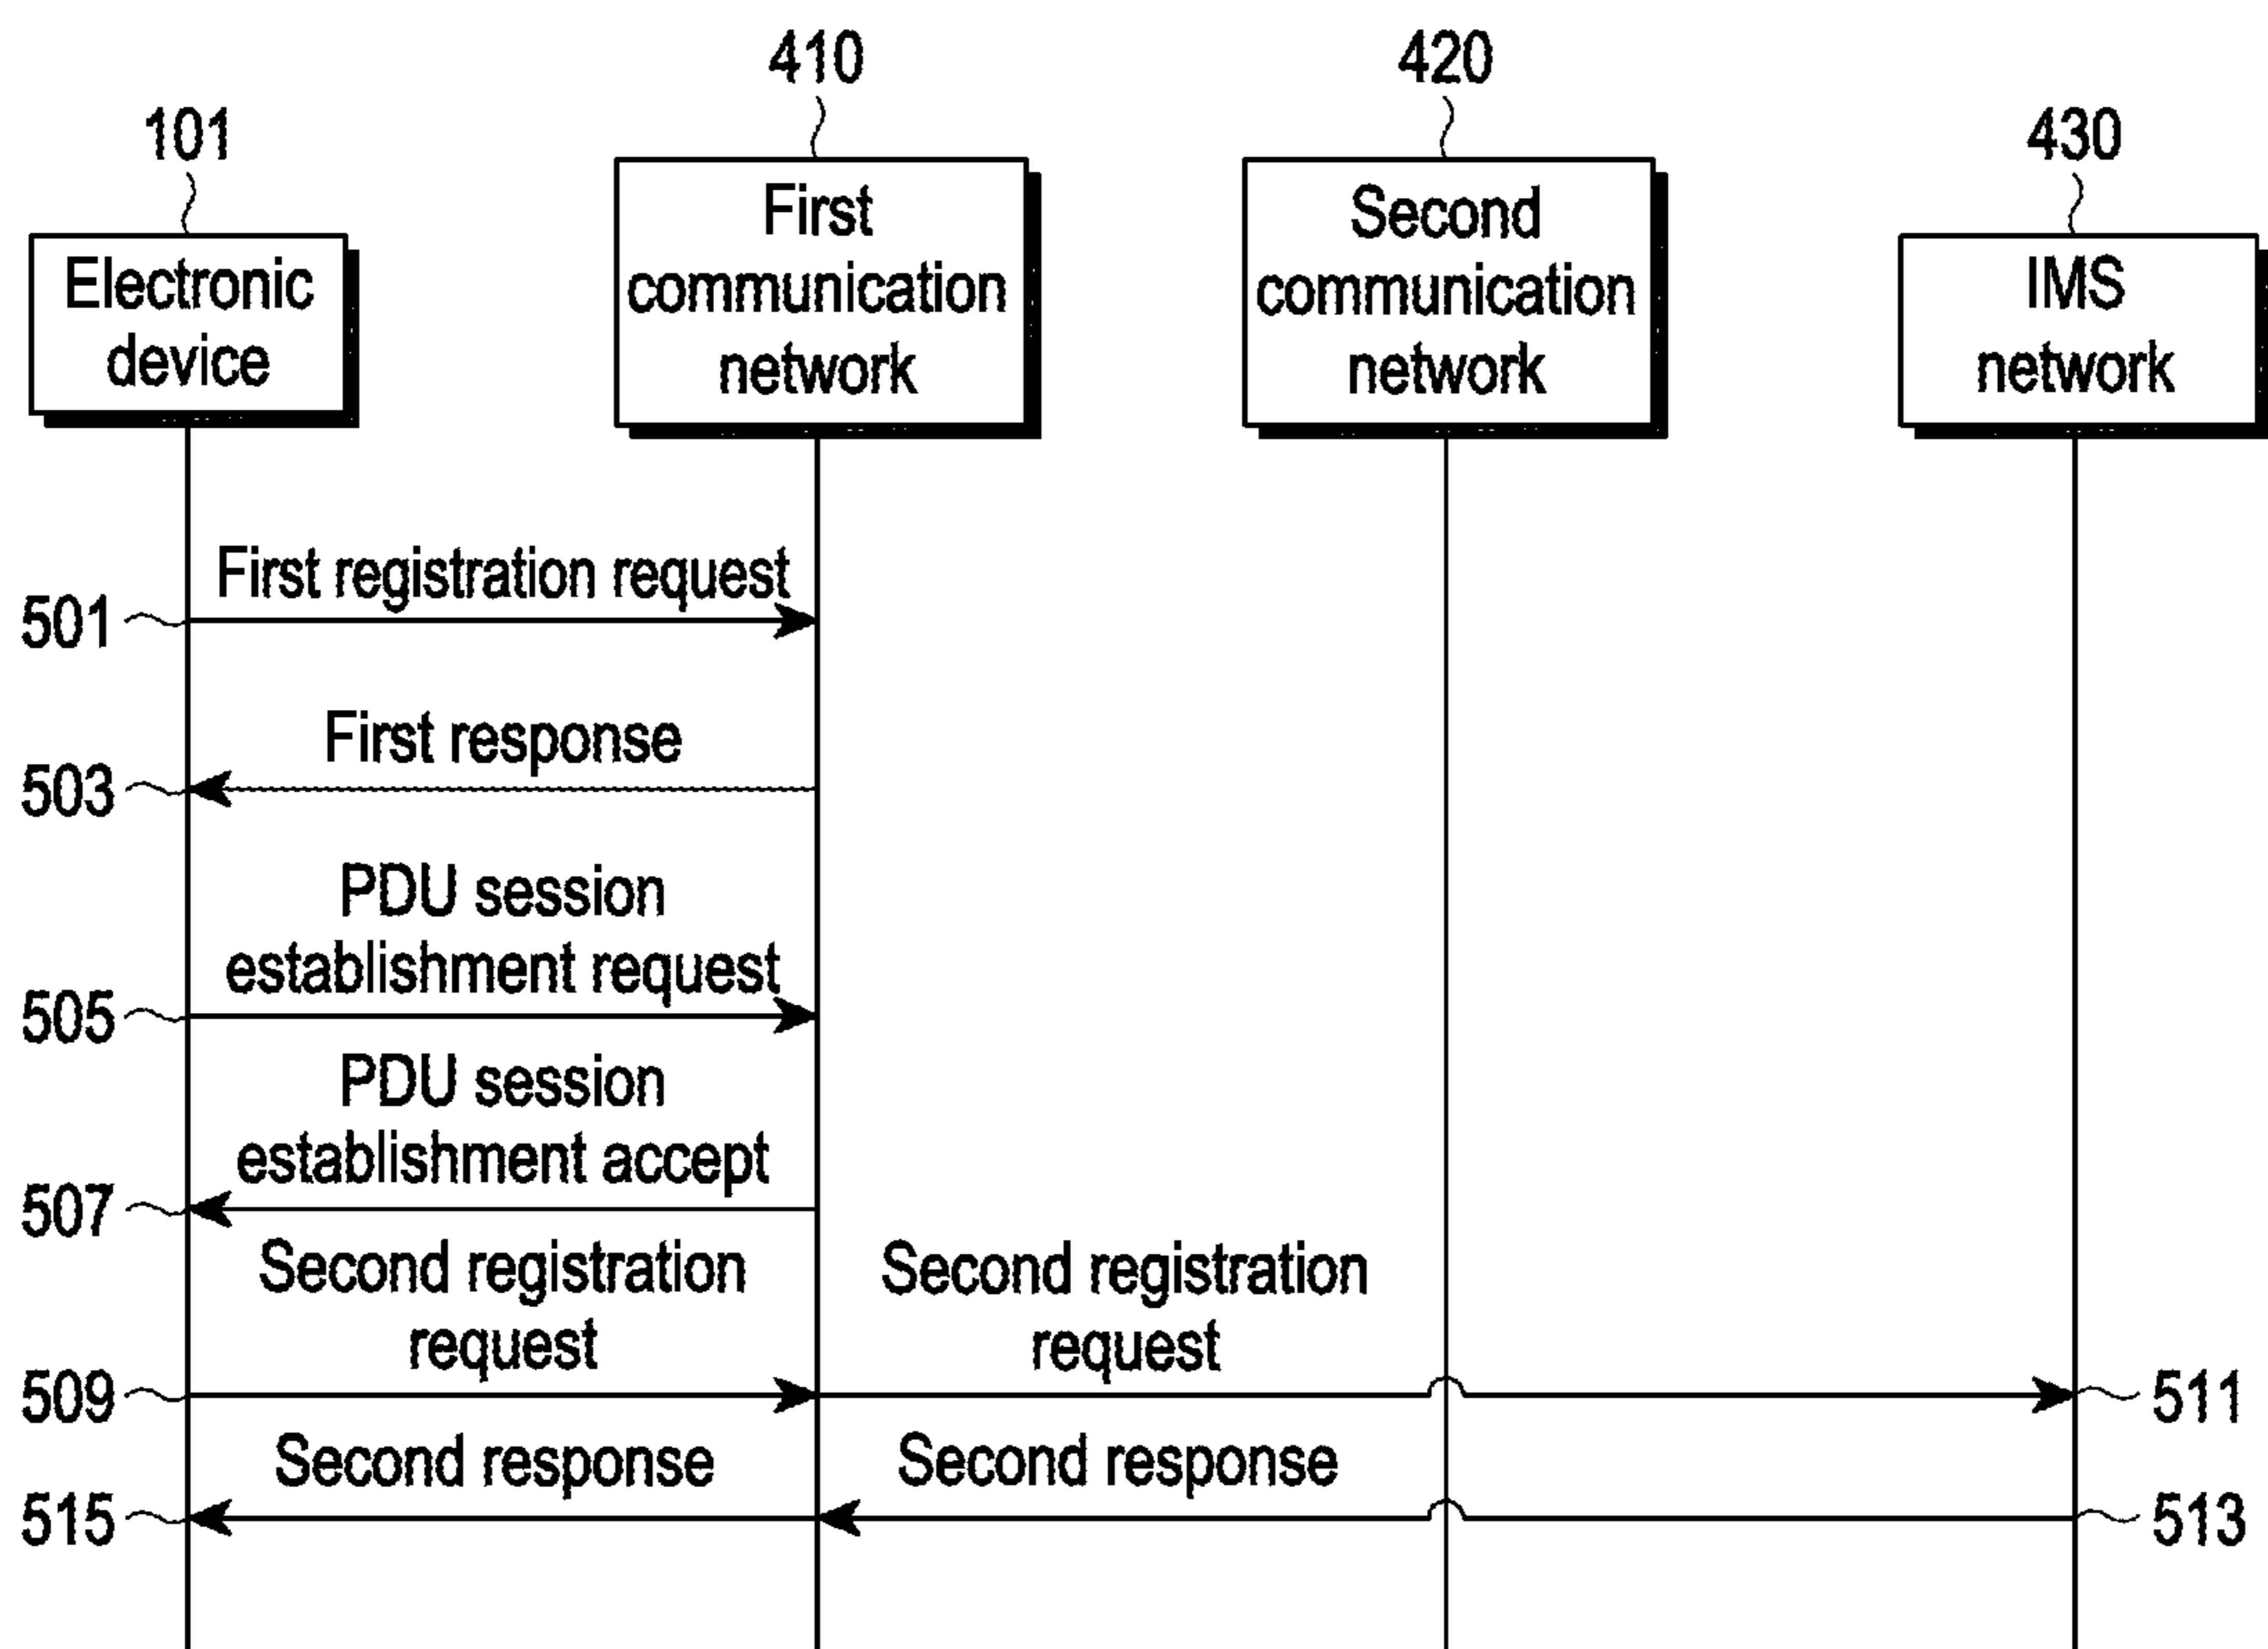 410
420
101
430
First
communication
network
Second
communication
network
Electronic
device
IMS
network
First registration request
501
First response
503
PDU session
establishment request
505
PDU session
establishment accept
507
Second registration
request
Second registration
request
509
511
Second response
Second response
515
513